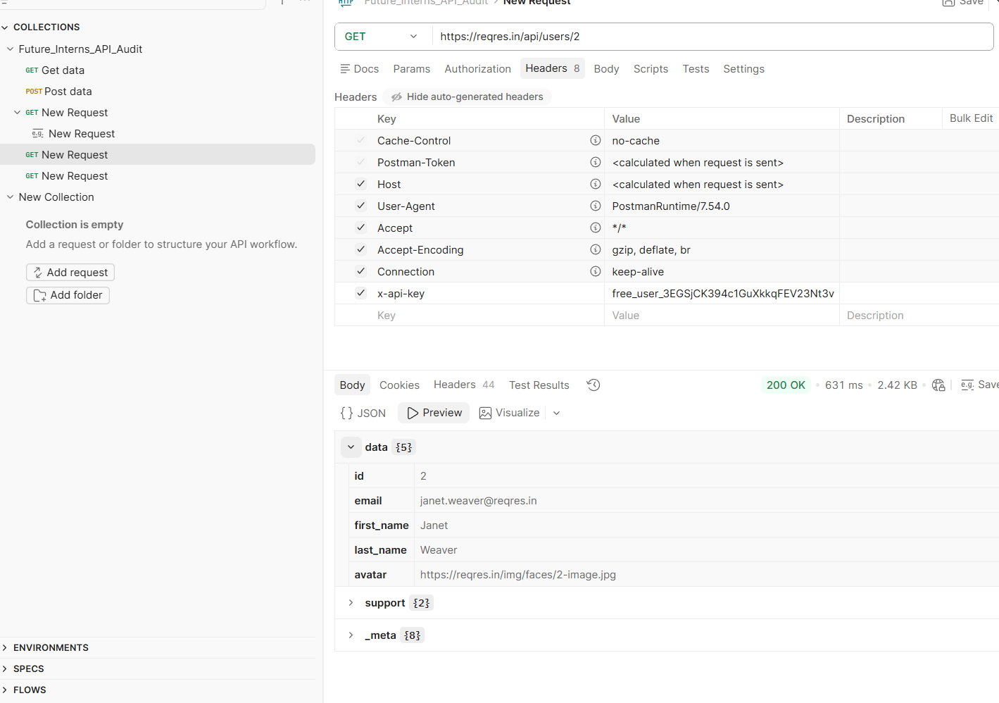 HTTP Future_Interns_API_Audit > New Request Save
COLLECTIONS
Future_Interns_API_Audit
GET Get data
POST Post data
GET New Request
e.g. New Request
GET New Request
GET New Request
New Collection
Collection is empty
Add a request or folder to structure your API workflow.
Add request
Add folder
ENVIRONMENTS
SPECS
FLOWS
GET https://reqres.in/api/users/2
Docs Params Authorization Headers 8 Body Scripts Tests Settings
Headers Hide auto-generated headers
Key Value Description Bulk Edit
Cache-Control no-cache
Postman-Token <calculated when request is sent>
Host <calculated when request is sent>
User-Agent PostmanRuntime/7.54.0
Accept */*
Accept-Encoding gzip, deflate, br
Connection keep-alive
x-api-key free_user_3EGSjCK394c1GuXkkqFEV23Nt3v
Key Value Description
Body Cookies Headers 44 Test Results 200 OK • 631 ms • 2.42 KB • e.g. Save
{} JSON Preview Visualize
data {5}
id 2
email janet.weaver@reqres.in
first_name Janet
last_name Weaver
avatar https://reqres.in/img/faces/2-image.jpg
support {2}
_meta {8}